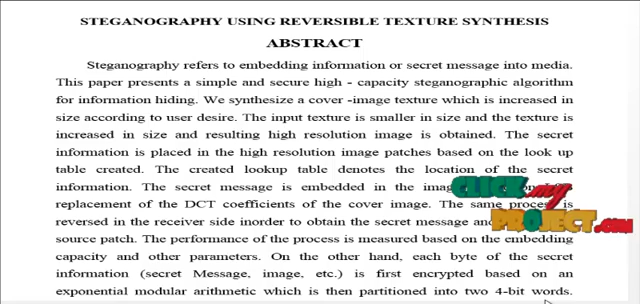 STEGANOGRAPHY USING REVERSIBLE TEXTURE SYNTHESIS
ABSTRACT
Steganography refers to embedding information or secret message into media.
This paper presents a simple and secure high - capacity steganographic algorithm
for information hiding. We synthesize a cover -image texture which is increased in
size according to user desire. The input texture is smaller in size and the texture is
increased in size and resulting high resolution image is obtained. The secret
information is placed in the high resolution image patches based on the look up
table created. The created lookup table denotes the location of the secret
information. The secret message is embedded in the
replacement of the DCT coefficients of the cover image. The same process is
reversed in the receiver side inorder to obtain the secret message
source patch. The performance of the process is measured based on the embedding
capacity and other parameters. On the other hand, each byte of the secret
information (secret Message, image, etc.) is first encrypted based on an
exponential modular arithmetic which is then partitioned into two 4-bit words.
CLICK my
PROJECT.com